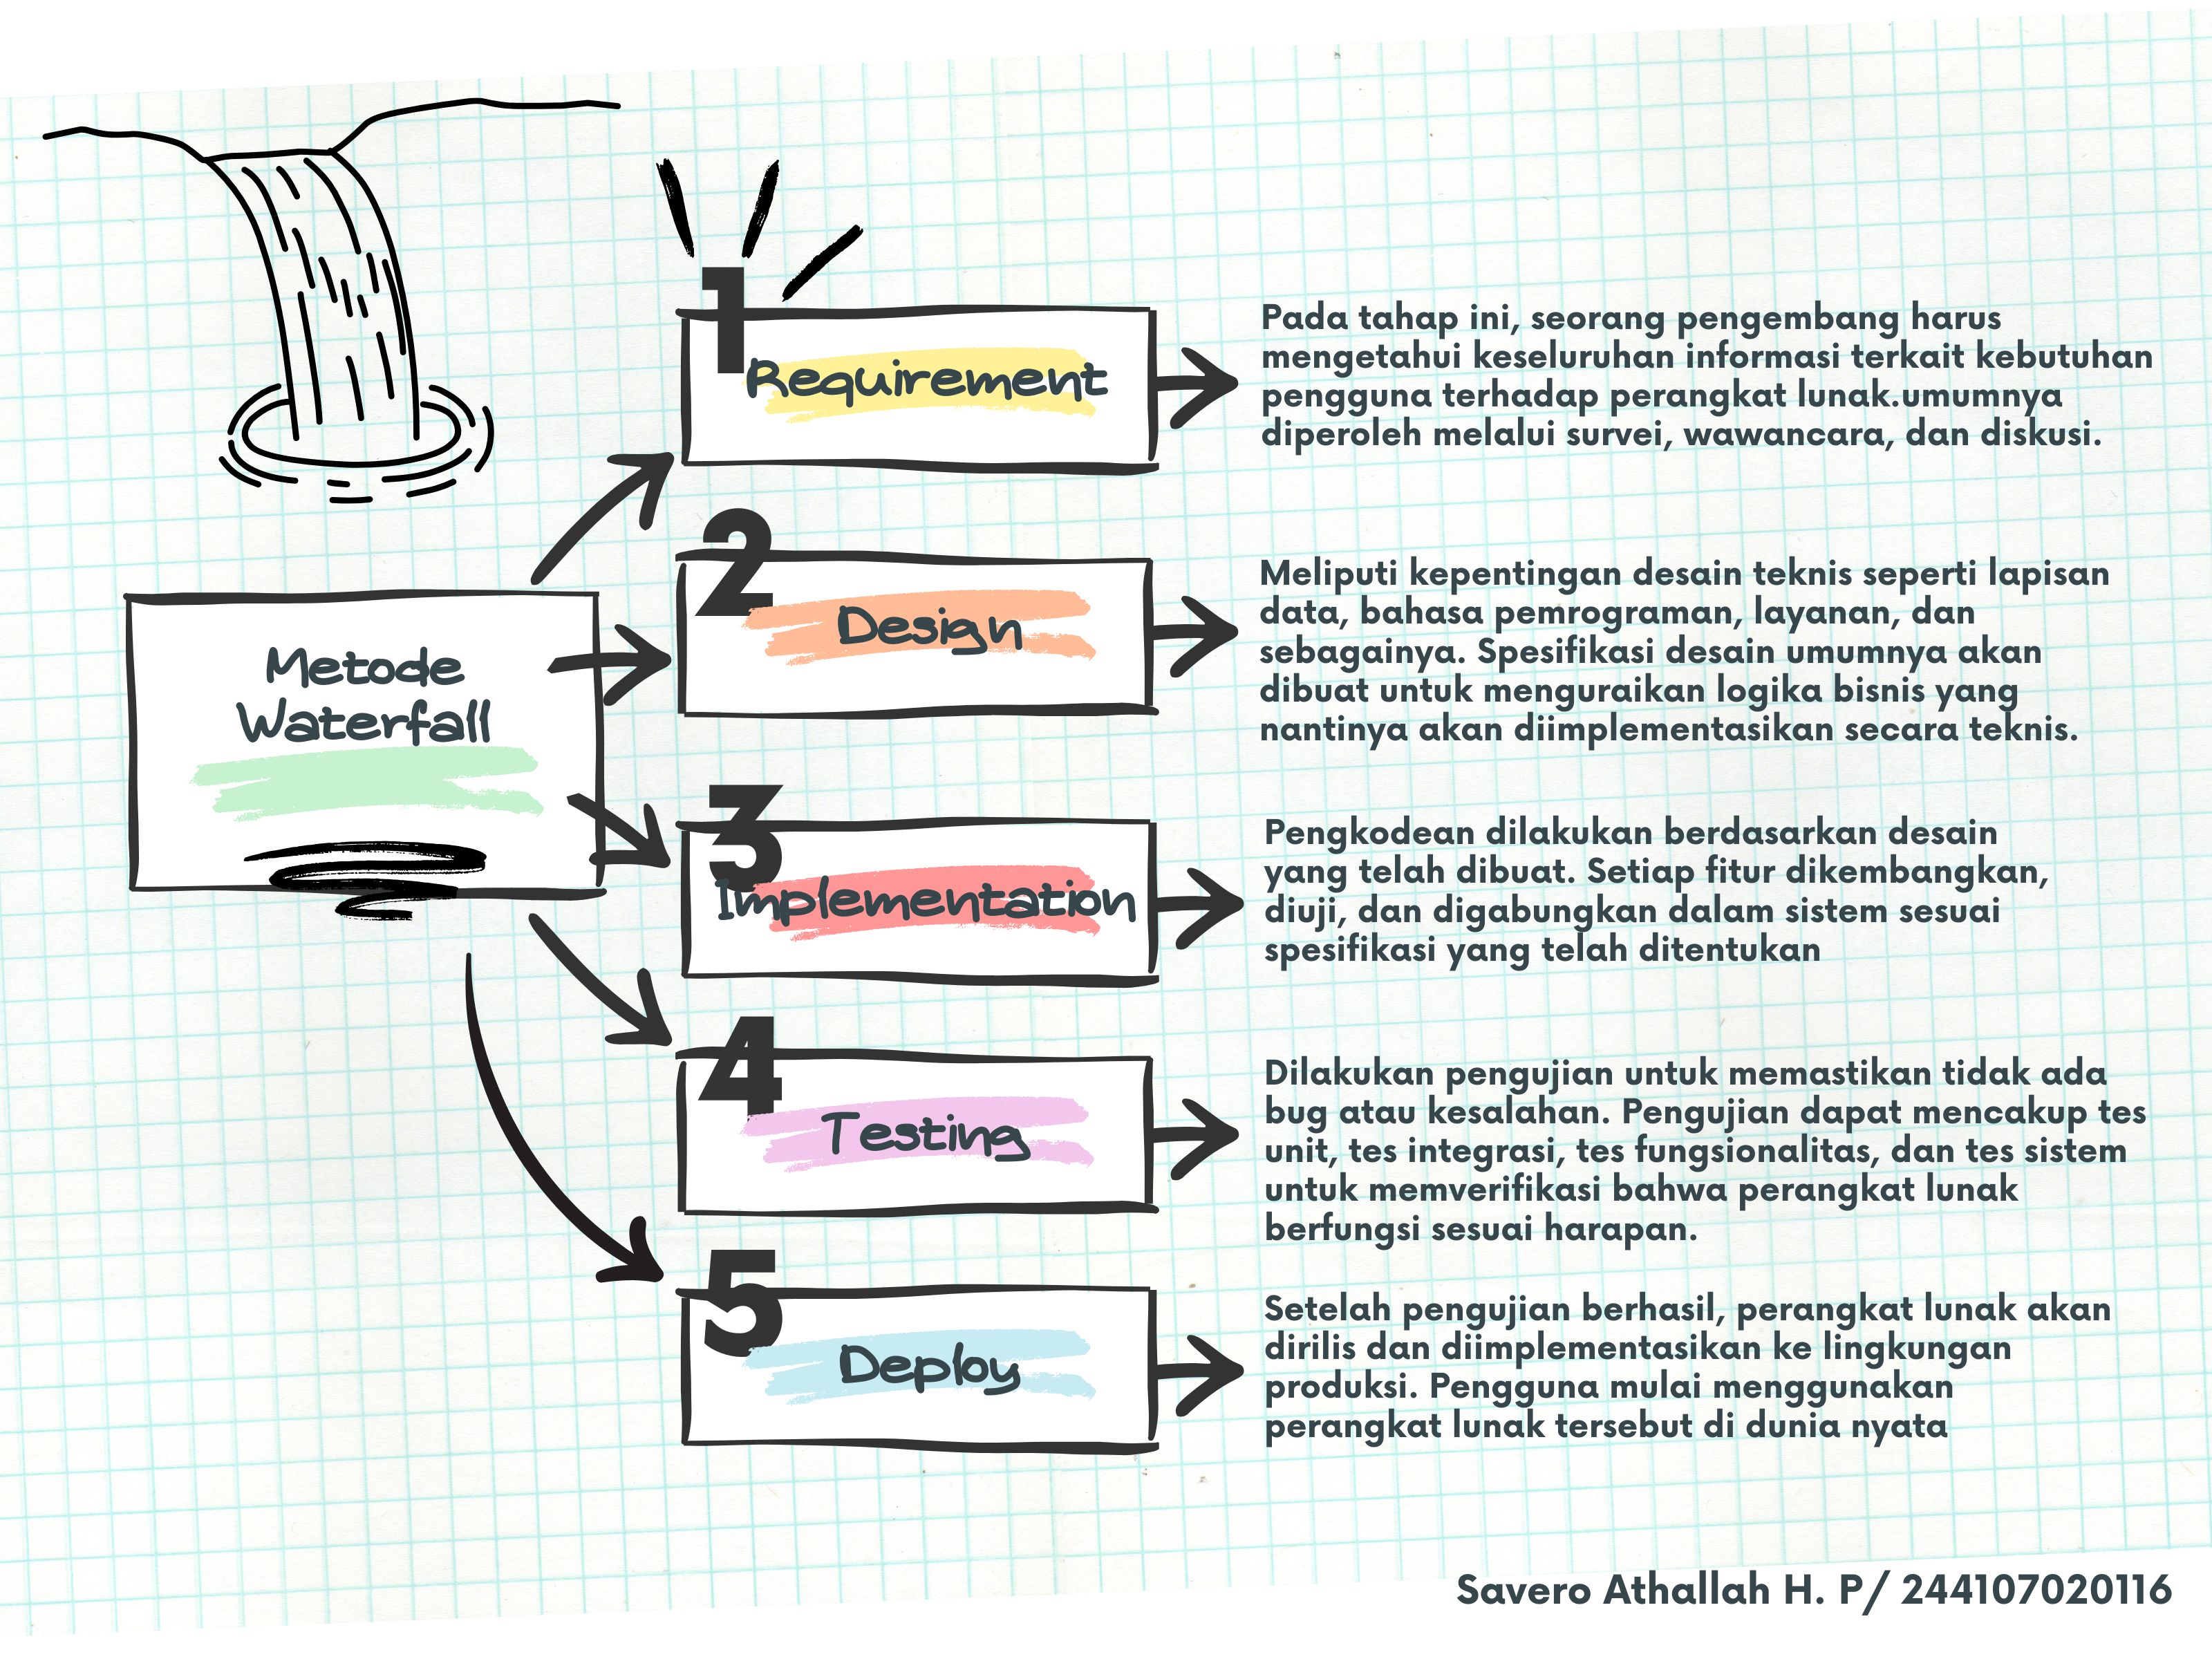 Metode
Waterfall
1
Requirement
Pada tahap ini, seorang pengembang harus
mengetahui keseluruhan informasi terkait kebutuhan
pengguna terhadap perangkat lunak.umumnya
diperoleh melalui survei, wawancara, dan diskusi.
2
Design
Meliputi kepentingan desain teknis seperti lapisan
data, bahasa pemrograman, layanan, dan
sebagainya. Spesifikasi desain umumnya akan
dibuat untuk menguraikan logika bisnis yang
nantinya akan diimplementasikan secara teknis.
3
Implementation
Pengkodean dilakukan berdasarkan desain
yang telah dibuat. Setiap fitur dikembangkan,
diuji, dan digabungkan dalam sistem sesuai
spesifikasi yang telah ditentukan
4
Testing
Dilakukan pengujian untuk memastikan tidak ada
bug atau kesalahan. Pengujian dapat mencakup tes
unit, tes integrasi, tes fungsionalitas, dan tes sistem
untuk memverifikasi bahwa perangkat lunak
berfungsi sesuai harapan.
5
Deploy
Setelah pengujian berhasil, perangkat lunak akan
dirilis dan diimplementasikan ke lingkungan
produksi. Pengguna mulai menggunakan
perangkat lunak tersebut di dunia nyata
Savero Athallah H. P/ 244107020116